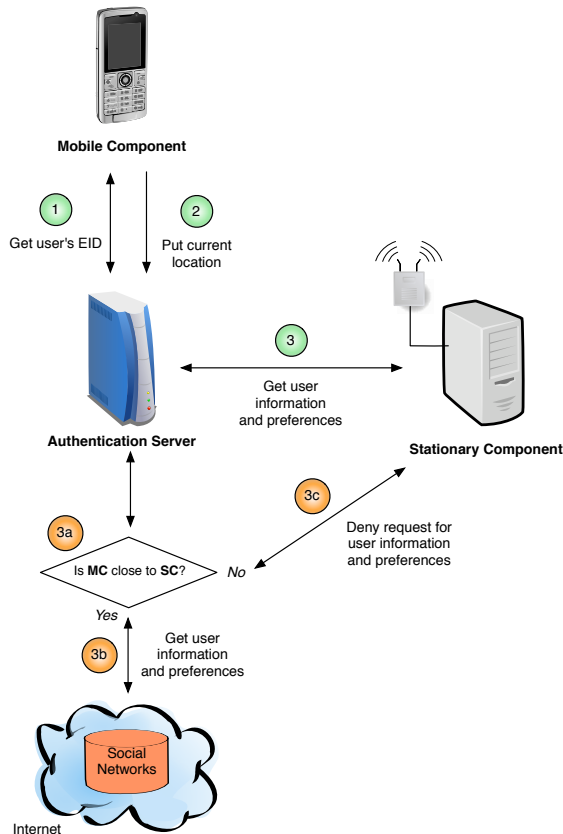 Mobile Component
1
Get user's EID
2
Put current
location
3
Get user
information
and preferences
Authentication Server
Stationary Component
3a
Is MC close to SC?
No
3c
Deny request for
user information
and preferences
Yes
3b
Get user
information
and preferences
Social
Networks
Internet